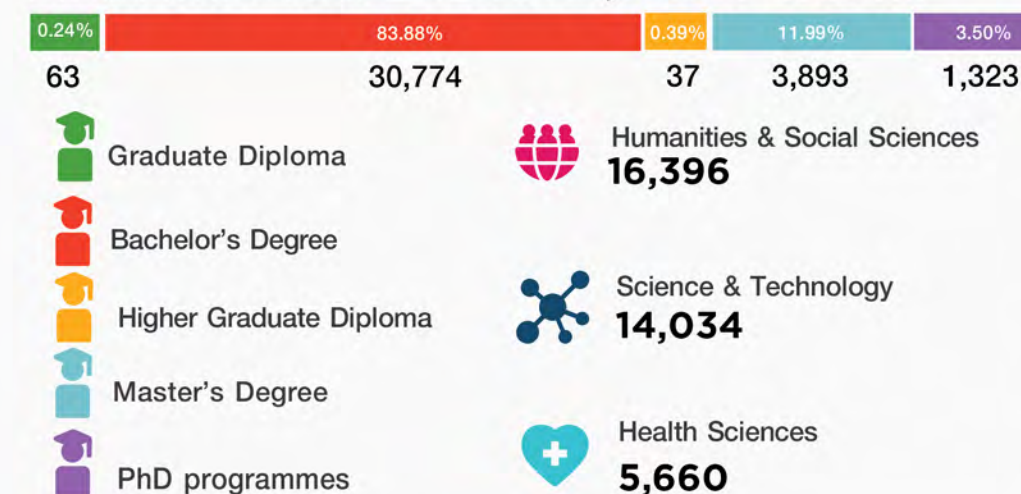 0.24% 83.88% 0.39% 11.99% 3.50%
63 30,774 37 3,893 1,323
Graduate Diploma
Bachelor's Degree
Higher Graduate Diploma
Master's Degree
PhD programmes
Humanities & Social Sciences
16,396
Science & Technology
14,034
Health Sciences
5,660